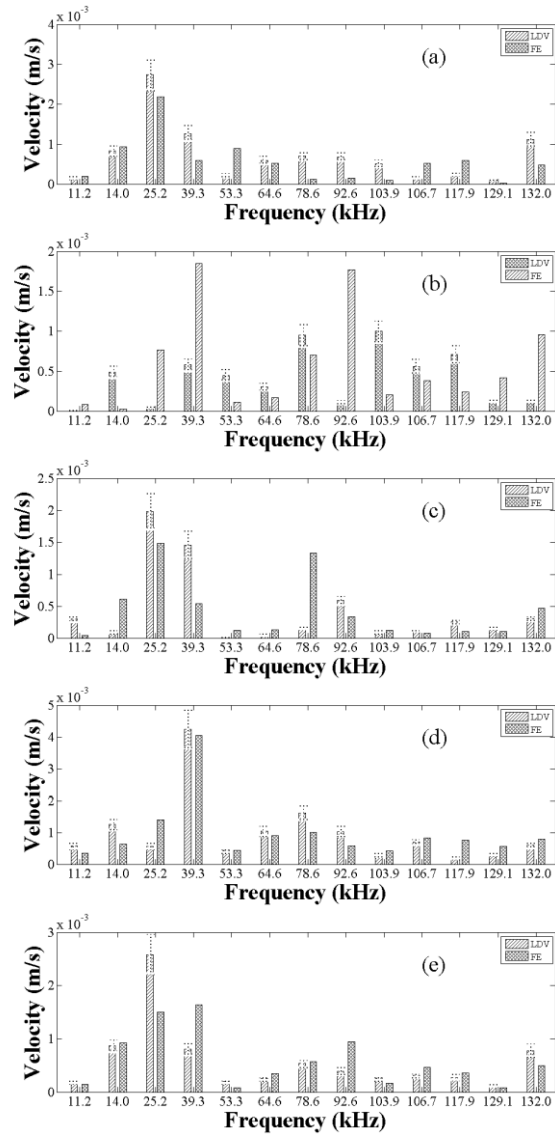 x 10⁻³
4
3
2
1
0
Velocity (m/s)
(a)
LDV
FE
11.2 14.0 25.2 39.3 53.3 64.6 78.6 92.6 103.9 106.7 117.9 129.1 132.0
Frequency (kHz)
x 10⁻³
2
1.5
1
0.5
0
Velocity (m/s)
(b)
LDV
FE
11.2 14.0 25.2 39.3 53.3 64.6 78.6 92.6 103.9 106.7 117.9 129.1 132.0
Frequency (kHz)
x 10⁻³
2.5
2
1.5
1
0.5
0
Velocity (m/s)
(c)
LDV
FE
11.2 14.0 25.2 39.3 53.3 64.6 78.6 92.6 103.9 106.7 117.9 129.1 132.0
Frequency (kHz)
x 10⁻³
5
4
3
2
1
0
Velocity (m/s)
(d)
LDV
FE
11.2 14.0 25.2 39.3 53.3 64.6 78.6 92.6 103.9 106.7 117.9 129.1 132.0
Frequency (kHz)
x 10⁻³
3
2
1
0
Velocity (m/s)
(e)
LDV
FE
11.2 14.0 25.2 39.3 53.3 64.6 78.6 92.6 103.9 106.7 117.9 129.1 132.0
Frequency (kHz)